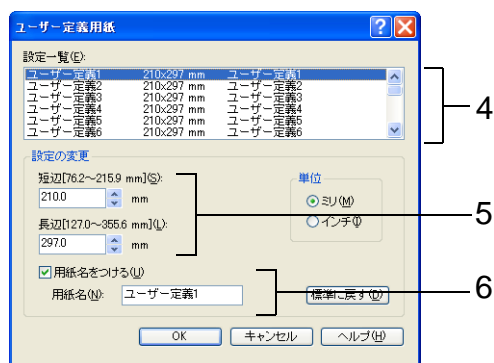 ユーザー定義用紙
設定一覧(E):
ユーザー定義1 210x297 mm ユーザー定義1
ユーザー定義2 210x297 mm ユーザー定義2
ユーザー定義3 210x297 mm ユーザー定義3
ユーザー定義4 210x297 mm ユーザー定義4
ユーザー定義5 210x297 mm ユーザー定義5
ユーザー定義6 210x297 mm ユーザー定義6
4
設定の変更
短辺[76.2～215.9 mm](S):
210.0 mm
長辺[127.0～355.6 mm](L):
297.0 mm
単位
ミリ(M)
インチ(I)
5
用紙名をつける(U)
用紙名(N): ユーザー定義1
標準に戻す(D)
6
OK キャンセル ヘルプ(H)